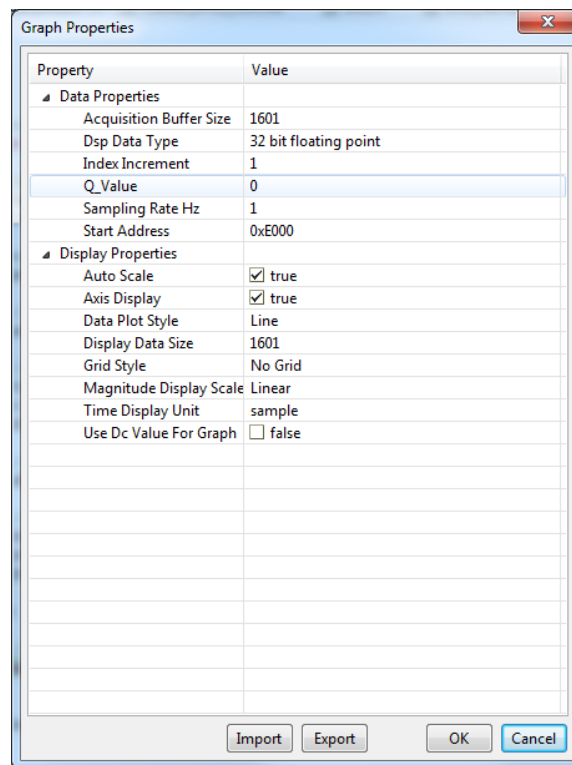 Graph Properties
Property Value
Data Properties
Acquisition Buffer Size 1601
Dsp Data Type 32 bit floating point
Index Increment 1
Q_Value 0
Sampling Rate Hz 1
Start Address 0xE000
Display Properties
Auto Scale true
Axis Display true
Data Plot Style Line
Display Data Size 1601
Grid Style No Grid
Magnitude Display Scale Linear
Time Display Unit sample
Use Dc Value For Graph false
Import Export OK Cancel